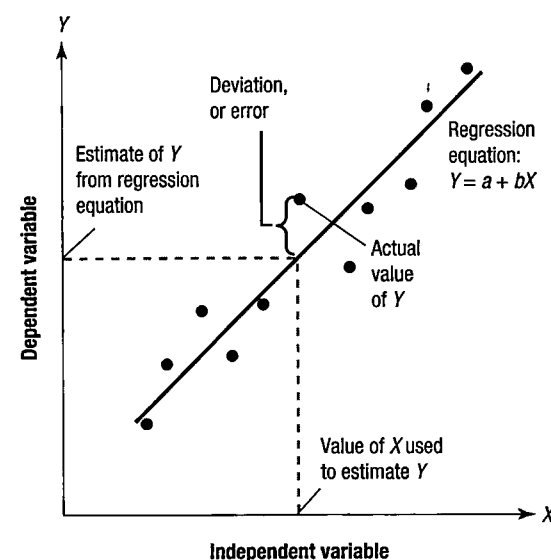 Y
Deviation,
or error
Regression
equation:
Y = a + bX
Estimate of Y
from regression
equation
Actual
value
of Y
Dependent variable
Value of X used
to estimate Y
X
Independent variable